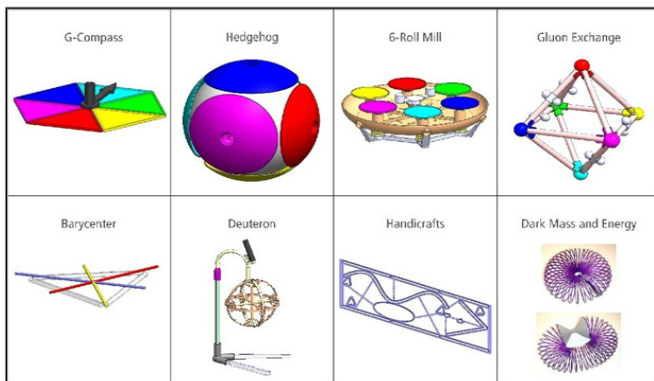 G-Compass
Hedgehog
6-Roll Mill
Gluon Exchange
Barycenter
Deuteron
Handicrafts
Dark Mass and Energy